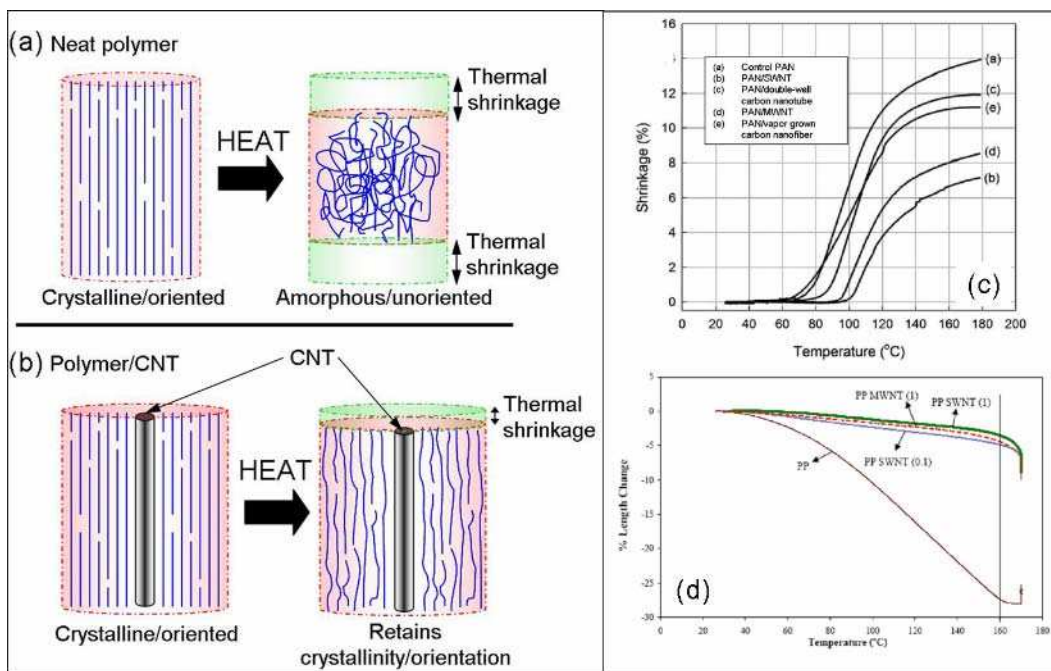 (a) Neat polymer
HEAT
Thermal
shrinkage
Thermal
shrinkage
Crystalline/oriented
Amorphous/unoriented
(b) Polymer/CNT
CNT
HEAT
Thermal
shrinkage
Crystalline/oriented
Retains
crystallinity/orientation
16
14
12
10
8
6
4
2
0
Shrinkage (%)
(a) Control PAN
(b) PAN/SWNT
(c) PAN/double-well
carbon nanotube
(d) PAN/MWNT
(e) PAN/vapor grown
carbon nanofiber
(a)
(c)
(e)
(d)
(b)
(c)
0 20 40 60 80 100 120 140 160 180 200
Temperature (°C)
5
0
-5
-10
-15
-20
-25
-30
% Length Change
PP MWNT (1)
PP SWNT (1)
PP SWNT (0.1)
PP
(d)
0 20 40 60 80 100 120 140 160 180
Temperature (°C)